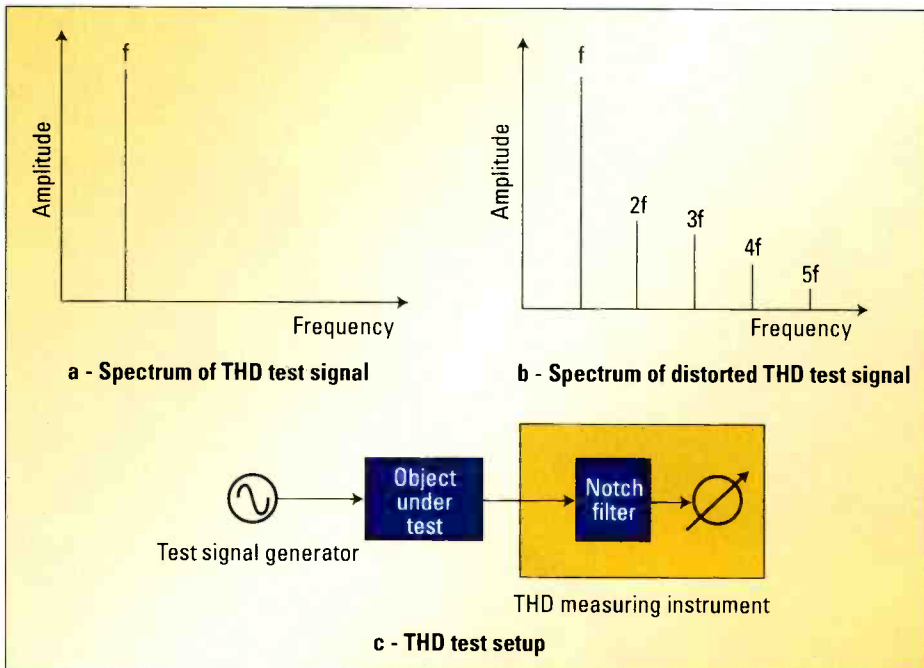 f
Amplitude
Frequency
a - Spectrum of THD test signal
f
2f
3f
4f
5f
Amplitude
Frequency
b - Spectrum of distorted THD test signal
Test signal generator
Object
under
test
Notch
filter
THD measuring instrument
c - THD test setup